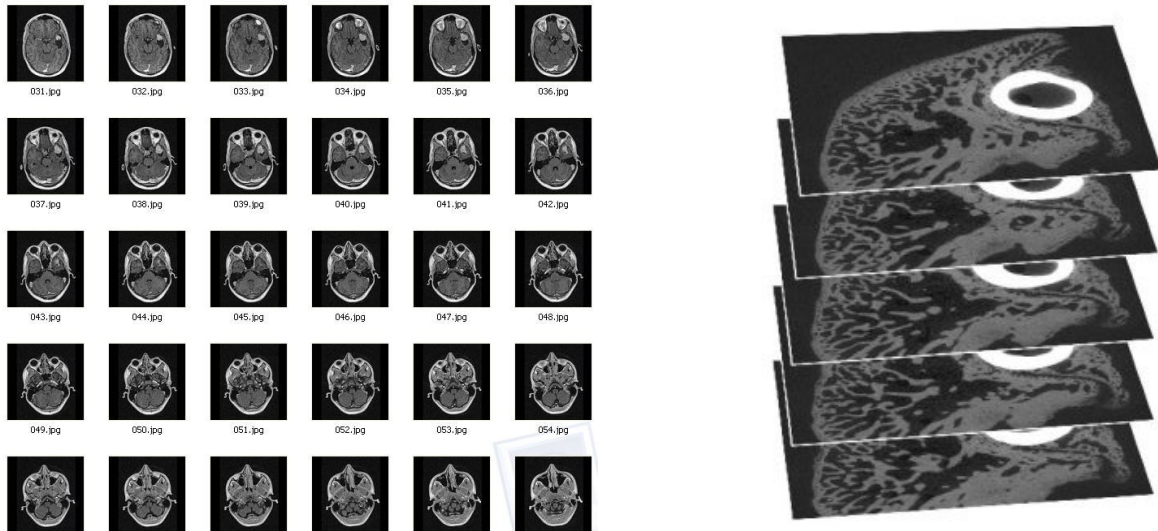 031.jpg 032.jpg 033.jpg 034.jpg 035.jpg 036.jpg
037.jpg 038.jpg 039.jpg 040.jpg 041.jpg 042.jpg
043.jpg 044.jpg 045.jpg 046.jpg 047.jpg 048.jpg
049.jpg 050.jpg 051.jpg 052.jpg 053.jpg 054.jpg